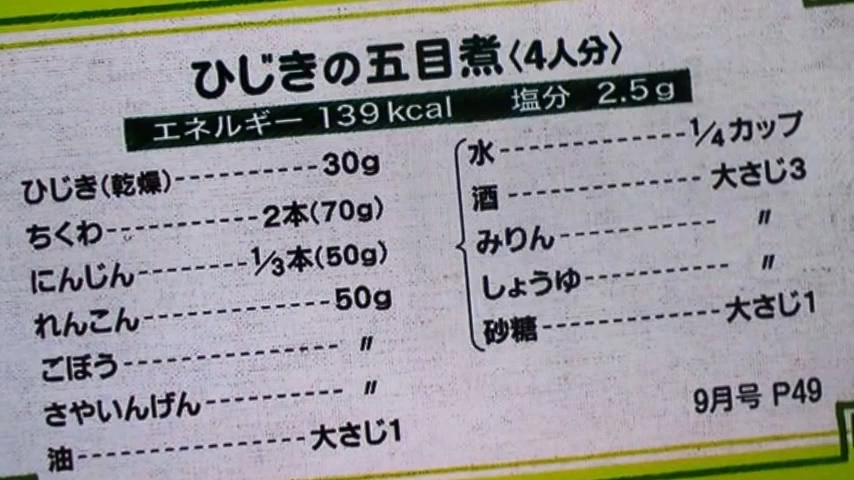 ひじきの五目煮〈4人分〉
エネルギー 139kcal 塩分 2.5g
ひじき(乾燥)----------30g
ちくわ-----------2本(70g)
にんじん--------1/3本(50g)
れんこん-------------50g
ごぼう----------------〃
さやいんげん----------〃
油----------------大さじ1
水-------------1/4カップ
酒--------------大さじ3
みりん------------〃
しょうゆ----------〃
砂糖------------大さじ1
9月号 P49